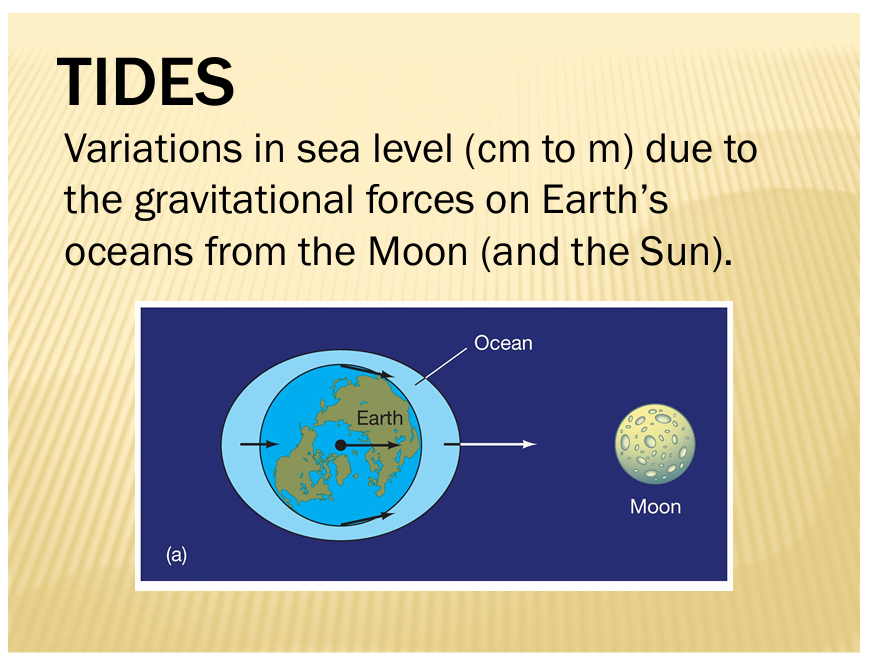 TIDES
Variations in sea level (cm to m) due to
the gravitational forces on Earth’s
oceans from the Moon (and the Sun).
Ocean
Earth
Moon
(a)